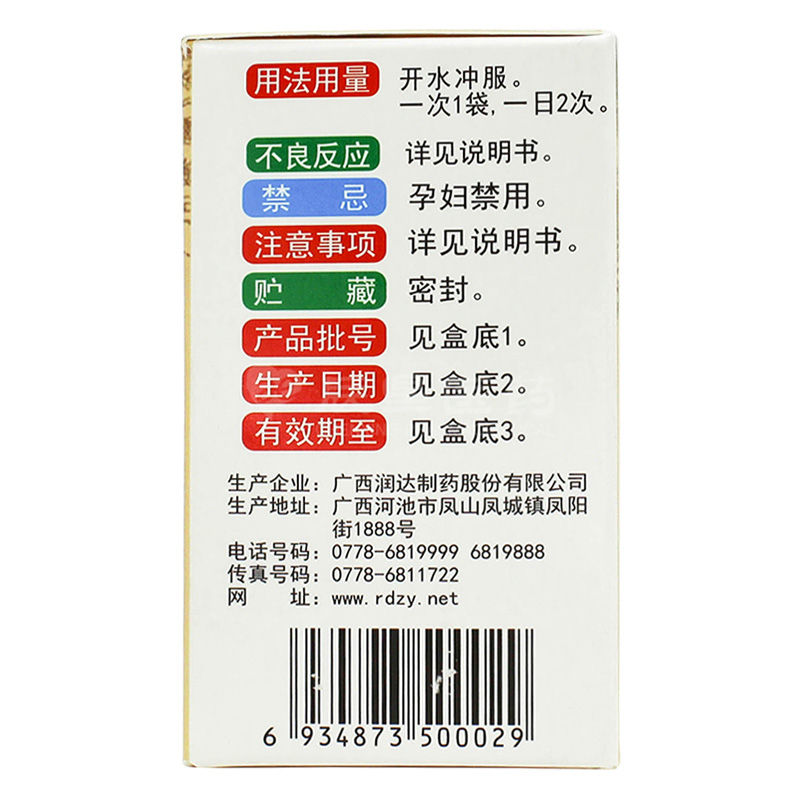 用法用量 开水冲服。
一次1袋,一日2次。
不良反应 详见说明书。
禁 忌 孕妇禁用。
注意事项 详见说明书。
贮 藏 密封。
产品批号 见盒底1。
生产日期 见盒底2。
有效期至 见盒底3。
生产企业：广西润达制药股份有限公司
生产地址：广西河池市凤山凤城镇凤阳
街1888号
电话号码：0778-6819999 6819888
传真号码：0778-6811722
网 址：www.rdzy.net
6 934873 500029